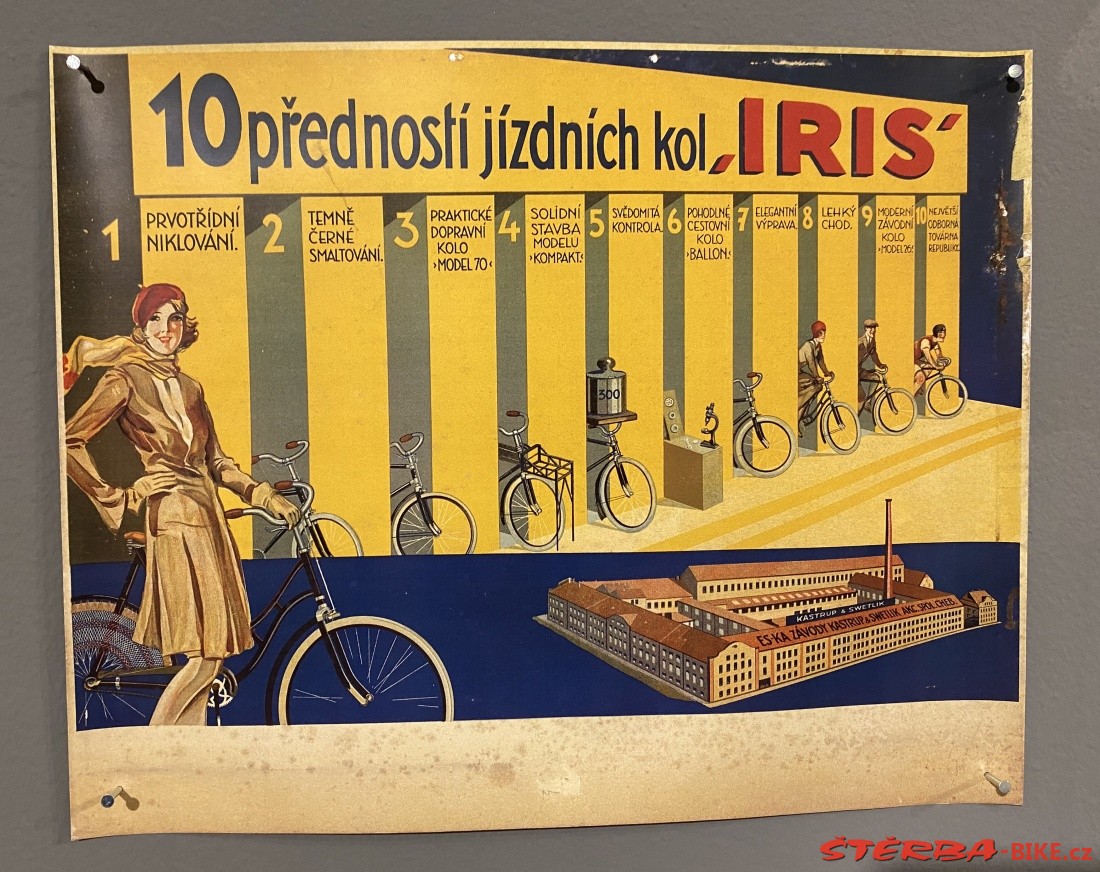 10 předností jízdních kol „IRIS“
1
PRVOTŘÍDNÍ
NIKLOVÁNÍ.
2
TEMNĚ
ČERNÉ
SMALTOVÁNÍ.
3
PRAKTICKÉ
DOPRAVNÍ
KOLO
›MODEL 70‹
4
SOLIDNÍ
STAVBA
MODELU
›KOMPAKT.‹
5
SVĚDOMITÁ
KONTROLA.
6
POHODLNÉ
CESTOVNÍ
KOLO
›BALLON.‹
7
ELEGANTNÍ
VÝPRAVA.
8
LEHKÝ
CHOD.
9
MODERNÍ
ZÁVODNÍ
KOLO
›MODEL 26.‹
10
NEJVĚTŠÍ
ODBORNÁ
TOVÁRNA
REPUBLIKY.
300
KASTRUP & SWETLIK
ES-KA ZÁVODY KASTRUP & SWETLIK AKC. SPOL. CHEB.
ŠTĚRBA-BIKE.cz